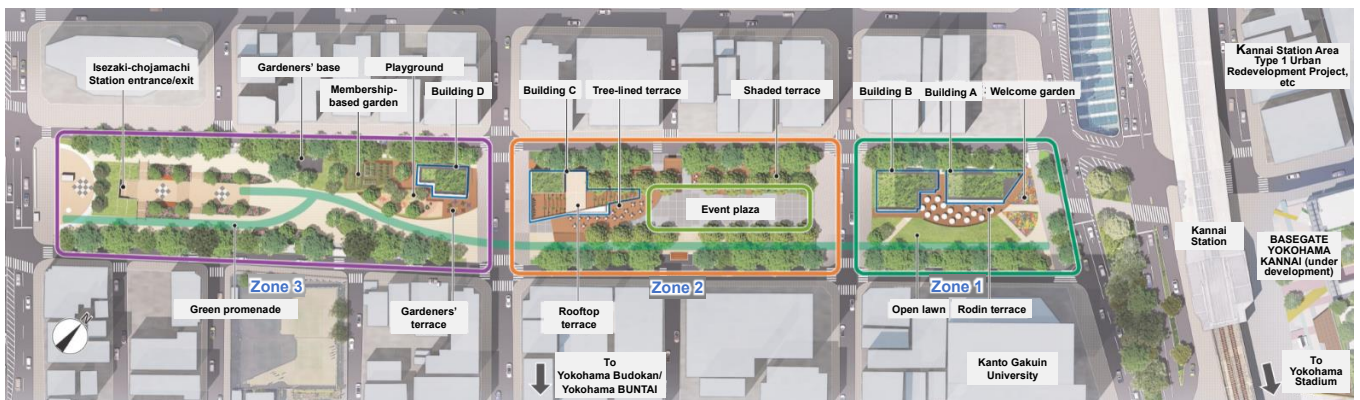 Isezaki-chojamachi
Station entrance/exit
Gardeners' base
Playground
Membership-
based garden
Building D
Building C
Tree-lined terrace
Shaded terrace
Building B
Building A
Welcome garden
Kannai Station Area
Type 1 Urban
Redevelopment Project,
etc
Event plaza
Kannai
Station
BASEGATE
YOKOHAMA
KANNAI (under
development)
Zone 3
Zone 2
Zone 1
Green promenade
Gardeners'
terrace
Rooftop
terrace
Open lawn
Rodin terrace
N
To
Yokohama Budokan/
Yokohama BUNTAI
Kanto Gakuin
University
To
Yokohama
Stadium